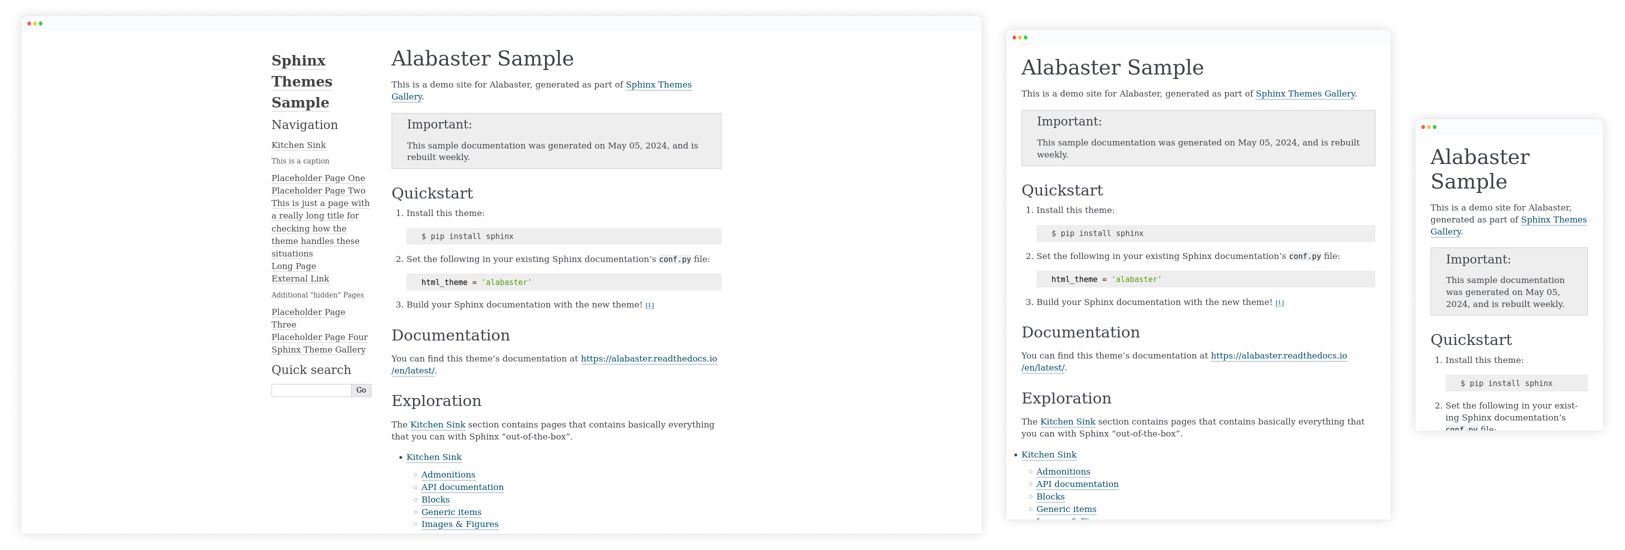 Sphinx
Themes
Sample
Navigation
Kitchen Sink
This is a caption
Placeholder Page One
Placeholder Page Two
This is just a page with
a really long title for
checking how the
theme handles these
situations
Long Page
External Link
Additional "hidden" Pages
Placeholder Page
Three
Placeholder Page Four
Sphinx Theme Gallery
Quick search
Go
Alabaster Sample
This is a demo site for Alabaster, generated as part of Sphinx Themes
Gallery.
Important:
This sample documentation was generated on May 05, 2024, and is
rebuilt weekly.
Quickstart
1. Install this theme:
$ pip install sphinx
2. Set the following in your existing Sphinx documentation’s conf.py file:
html_theme = 'alabaster'
3. Build your Sphinx documentation with the new theme! [1]
Documentation
You can find this theme’s documentation at https://alabaster.readthedocs.io
/en/latest/.
Exploration
The Kitchen Sink section contains pages that contains basically everything
that you can with Sphinx “out-of-the-box”.
• Kitchen Sink
◦ Admonitions
◦ API documentation
◦ Blocks
◦ Generic items
◦ Images & Figures
Alabaster Sample
This is a demo site for Alabaster, generated as part of Sphinx Themes Gallery.
Important:
This sample documentation was generated on May 05, 2024, and is rebuilt
weekly.
Quickstart
1. Install this theme:
$ pip install sphinx
2. Set the following in your existing Sphinx documentation’s conf.py file:
html_theme = 'alabaster'
3. Build your Sphinx documentation with the new theme! [1]
Documentation
You can find this theme’s documentation at https://alabaster.readthedocs.io
/en/latest/.
Exploration
The Kitchen Sink section contains pages that contains basically everything that
you can with Sphinx “out-of-the-box”.
• Kitchen Sink
◦ Admonitions
◦ API documentation
◦ Blocks
◦ Generic items
Alabaster
Sample
This is a demo site for Alabaster,
generated as part of Sphinx Themes
Gallery.
Important:
This sample documentation
was generated on May 05,
2024, and is rebuilt weekly.
Quickstart
1. Install this theme:
$ pip install sphinx
2. Set the following in your exist-
ing Sphinx documentation’s
conf.py file: